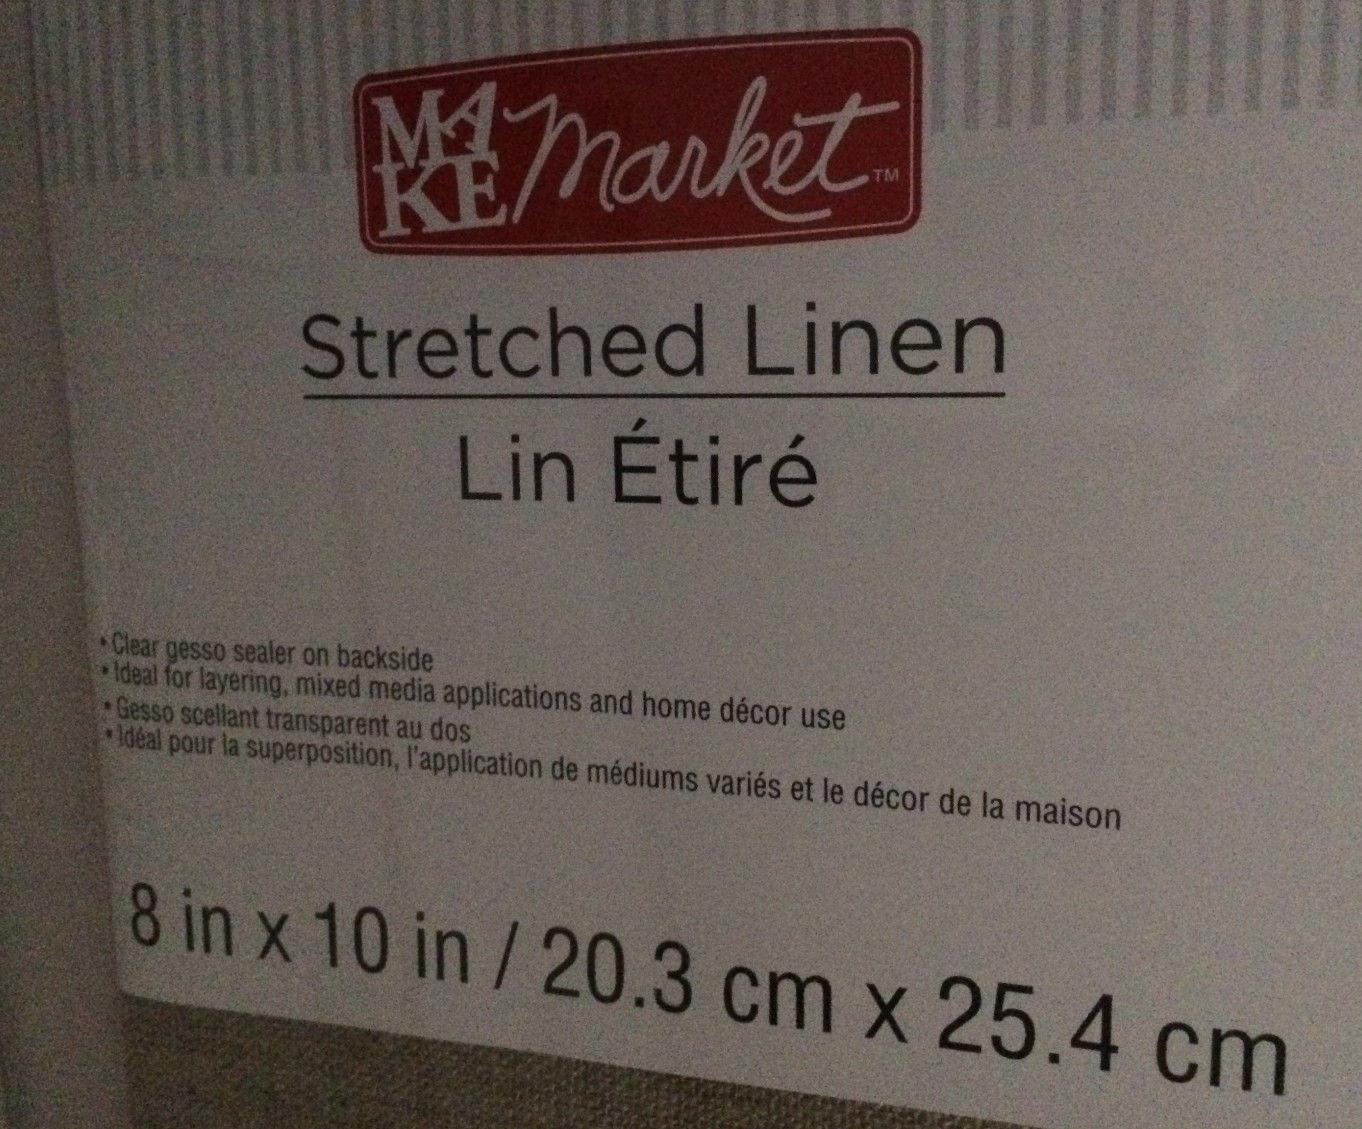 MAKE Market™
Stretched Linen
Lin Étiré
• Clear gesso sealer on backside
• Ideal for layering, mixed media applications and home décor use
• Gesso scellant transparent au dos
• Idéal pour la superposition, l'application de médiums variés et le décor de la maison
8 in x 10 in / 20.3 cm x 25.4 cm